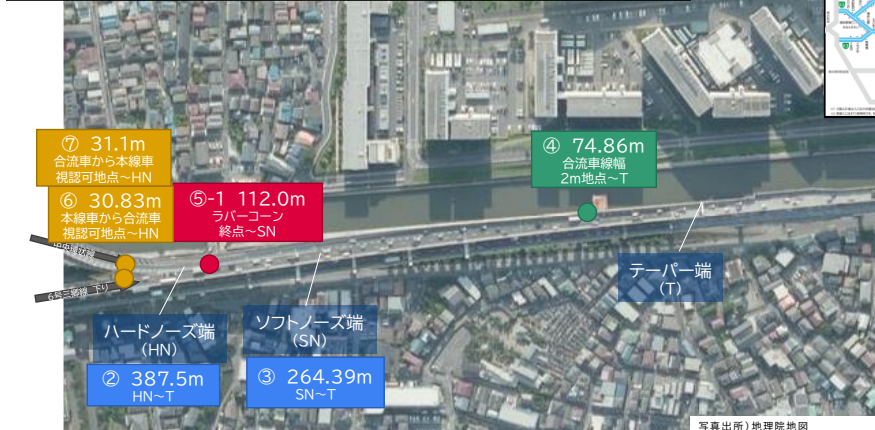 ⑦ 31.1m
合流車から本線車
視認可地点～HN
⑥ 30.83m
本線車から合流車
視認可地点～HN
⑤-1 112.0m
ラバーコーン
終点～SN
④ 74.86m
合流車線幅
2m地点～T
中央環状線
6号三郷線 下り
テーパー端
(T)
ハードノーズ端
(HN)
ソフトノーズ端
(SN)
② 387.5m
HN～T
③ 264.39m
SN～T
写真出所)地理院地図